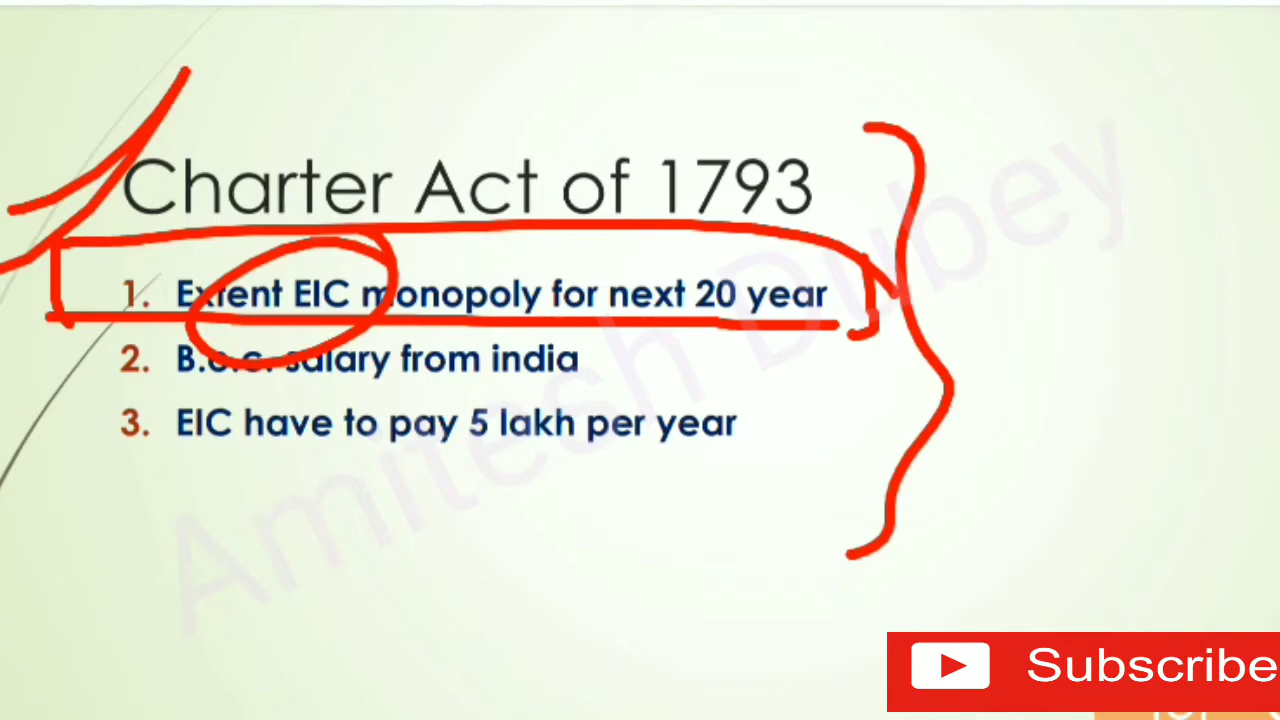 Charter Act of 1793
1. Extent EIC monopoly for next 20 year
2. B.o.c. salary from india
3. EIC have to pay 5 lakh per year
Amitesh Dubey
Subscribe